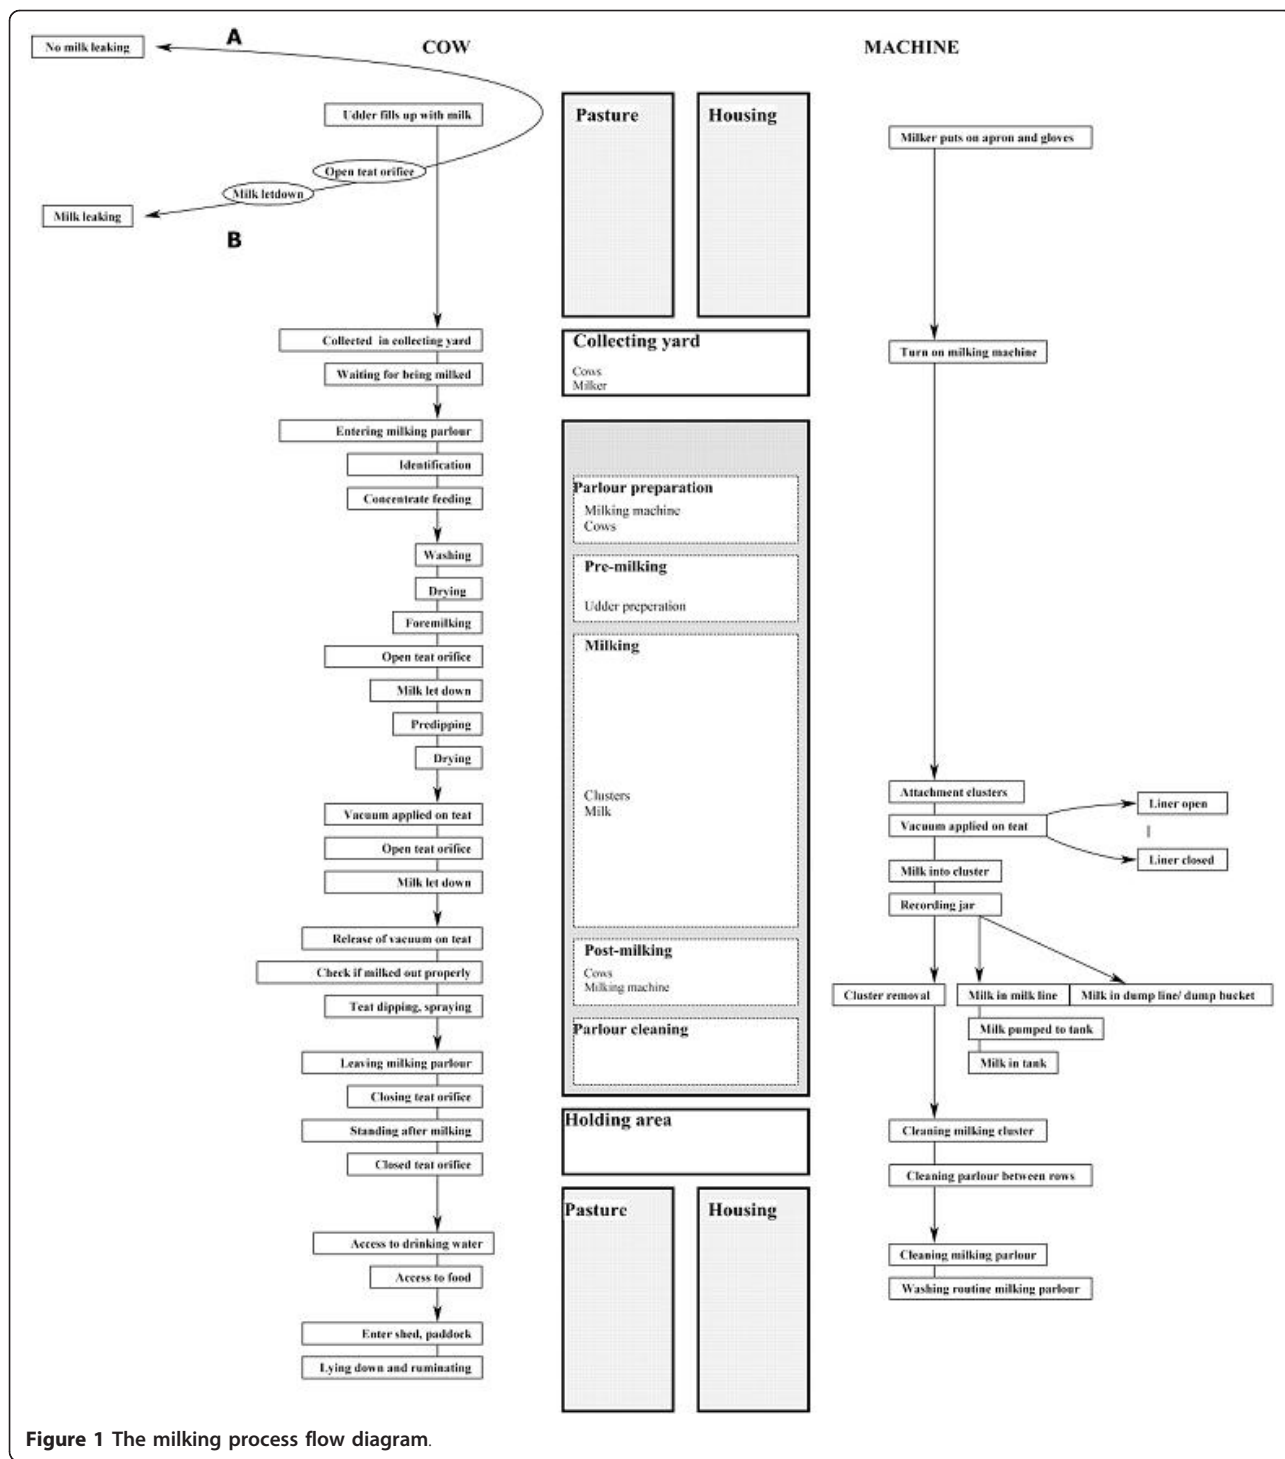 A
COW
MACHINE
No milk leaking
Udder fills up with milk
Open teat orifice
Milk letdown
Milk leaking
B
Collected in collecting yard
Waiting for being milked
Entering milking parlour
Identification
Concentrate feeding
Washing
Drying
Foremilking
Open teat orifice
Milk let down
Predipping
Drying
Vacuum applied on teat
Open teat orifice
Milk let down
Release of vacuum on teat
Check if milked out properly
Teat dipping, spraying
Leaving milking parlour
Closing teat orifice
Standing after milking
Closed teat orifice
Access to drinking water
Access to food
Enter shed, paddock
Lying down and ruminating
Pasture
Housing
Collecting yard
Cows
Milker
Parlour preparation
Milking machine
Cows
Pre-milking
Udder preperation
Milking
Clusters
Milk
Post-milking
Cows
Milking machine
Parlour cleaning
Holding area
Pasture
Housing
Milker puts on apron and gloves
Turn on milking machine
Attachment clusters
Vacuum applied on teat
Liner open
Liner closed
Milk into cluster
Recording jar
Cluster removal
Milk in milk line
Milk in dump line/ dump bucket
Milk pumped to tank
Milk in tank
Cleaning milking cluster
Cleaning parlour between rows
Cleaning milking parlour
Washing routine milking parlour
Figure 1 The milking process flow diagram.